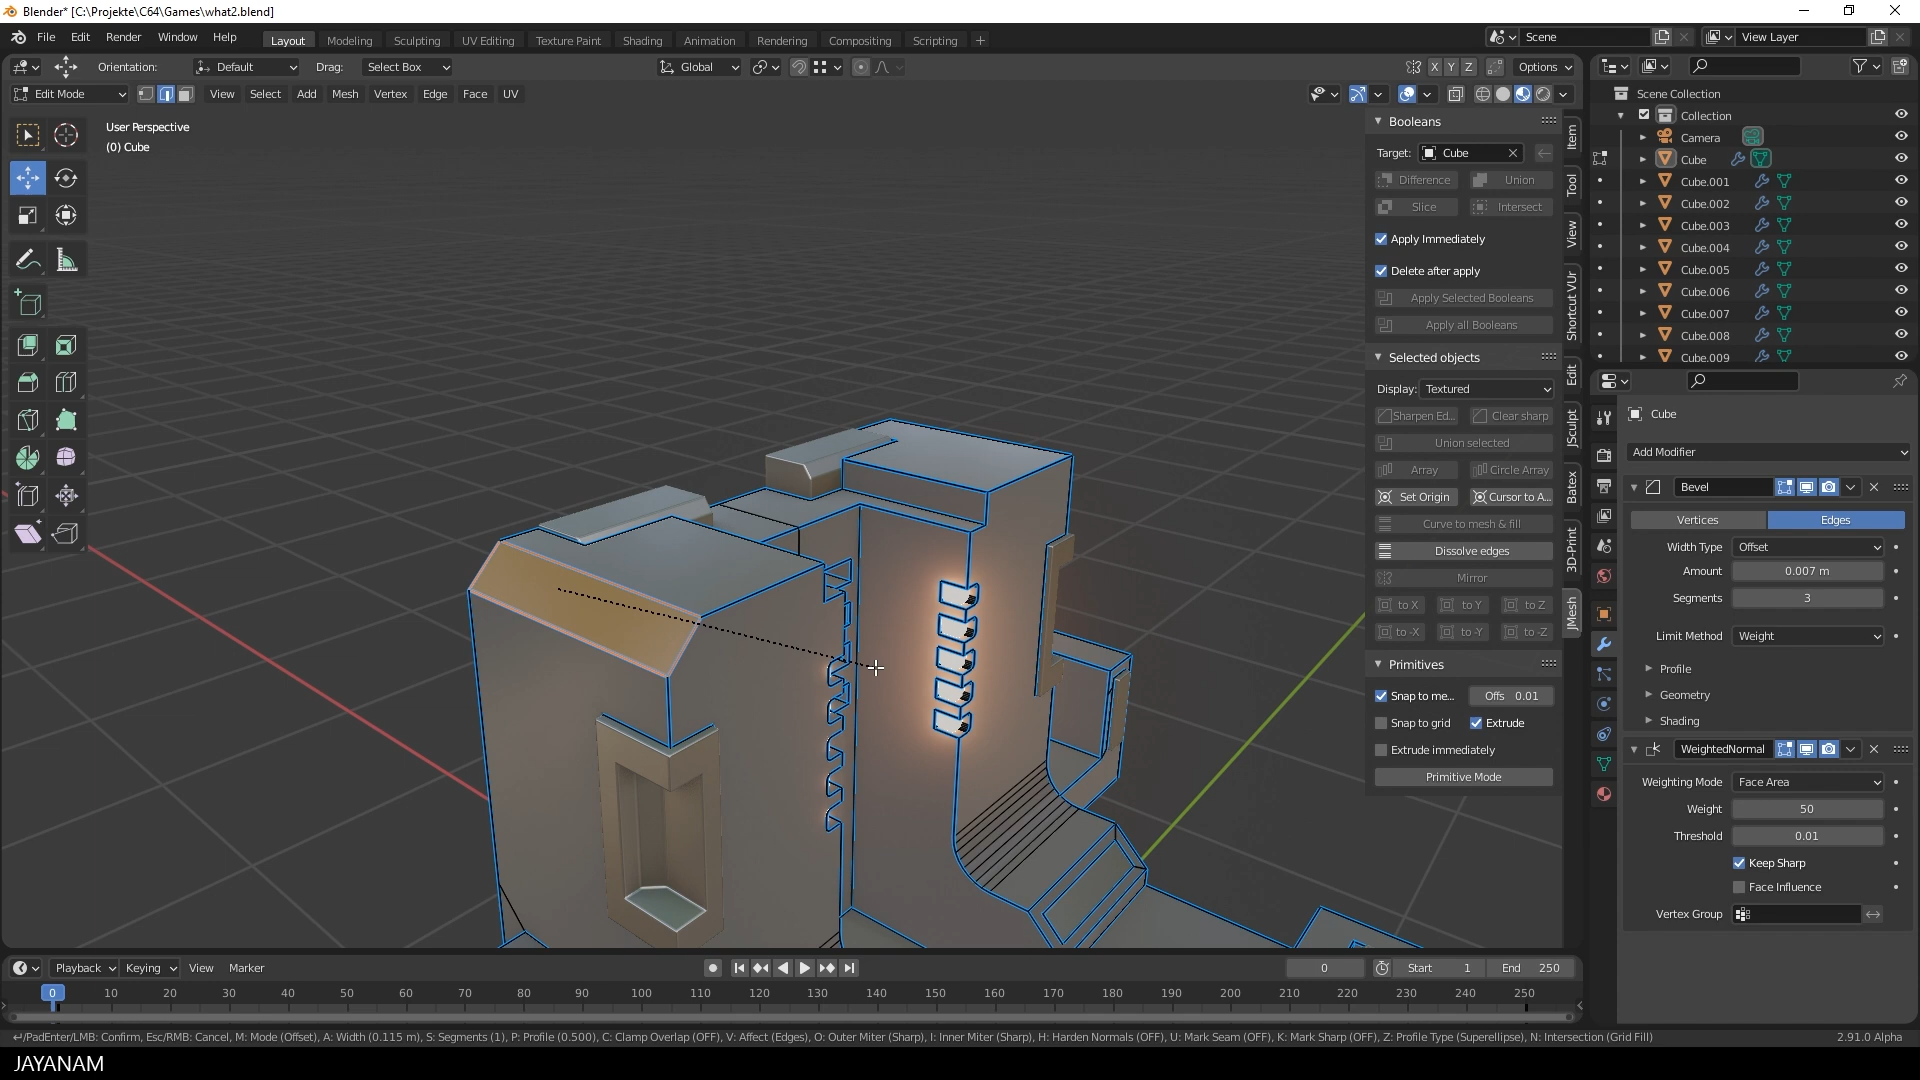 Blender* [C:\Projekte\C64\Games\what2.blend]
File Edit Render Window Help Layout Modeling Sculpting UV Editing Texture Paint Shading Animation Rendering Compositing Scripting + Scene View Layer
Orientation: Default Drag: Select Box Global X Y Z Options
Edit Mode View Select Add Mesh Vertex Edge Face UV
User Perspective
(0) Cube
Booleans
Target: Cube
Difference Union
Slice Intersect
Apply Immediately
Delete after apply
Apply Selected Booleans
Apply all Booleans
Selected objects
Display: Textured
Sharpen Ed... Clear sharp
Union selected
Array Circle Array
Set Origin Cursor to A...
Curve to mesh & fill
Dissolve edges
Mirror
to X to Y to Z
to -X to -Y to -Z
Primitives
Snap to me... Offs 0.01
Snap to grid Extrude
Extrude immediately
Primitive Mode
Item
Tool
View
Shortcut VUr
Edit
JSculpt
Batex
3D-Print
JMesh
Scene Collection
Collection
Camera
Cube
Cube.001
Cube.002
Cube.003
Cube.004
Cube.005
Cube.006
Cube.007
Cube.008
Cube.009
Cube
Add Modifier
Bevel
Vertices Edges
Width Type Offset
Amount 0.007 m
Segments 3
Limit Method Weight
Profile
Geometry
Shading
WeightedNormal
Weighting Mode Face Area
Weight 50
Threshold 0.01
Keep Sharp
Face Influence
Vertex Group
Playback Keying View Marker 0 Start 1 End 250
0 10 20 30 40 50 60 70 80 90 100 110 120 130 140 150 160 170 180 190 200 210 220 230 240 250
/PadEnter/LMB: Confirm, Esc/RMB: Cancel, M: Mode (Offset), A: Width (0.115 m), S: Segments (1), P: Profile (0.500), C: Clamp Overlap (OFF), V: Affect (Edges), O: Outer Miter (Sharp), I: Inner Miter (Sharp), H: Harden Normals (OFF), U: Mark Seam (OFF), K: Mark Sharp (OFF), Z: Profile Type (Superellipse), N: Intersection (Grid Fill) 2.91.0 Alpha
JAYANAM